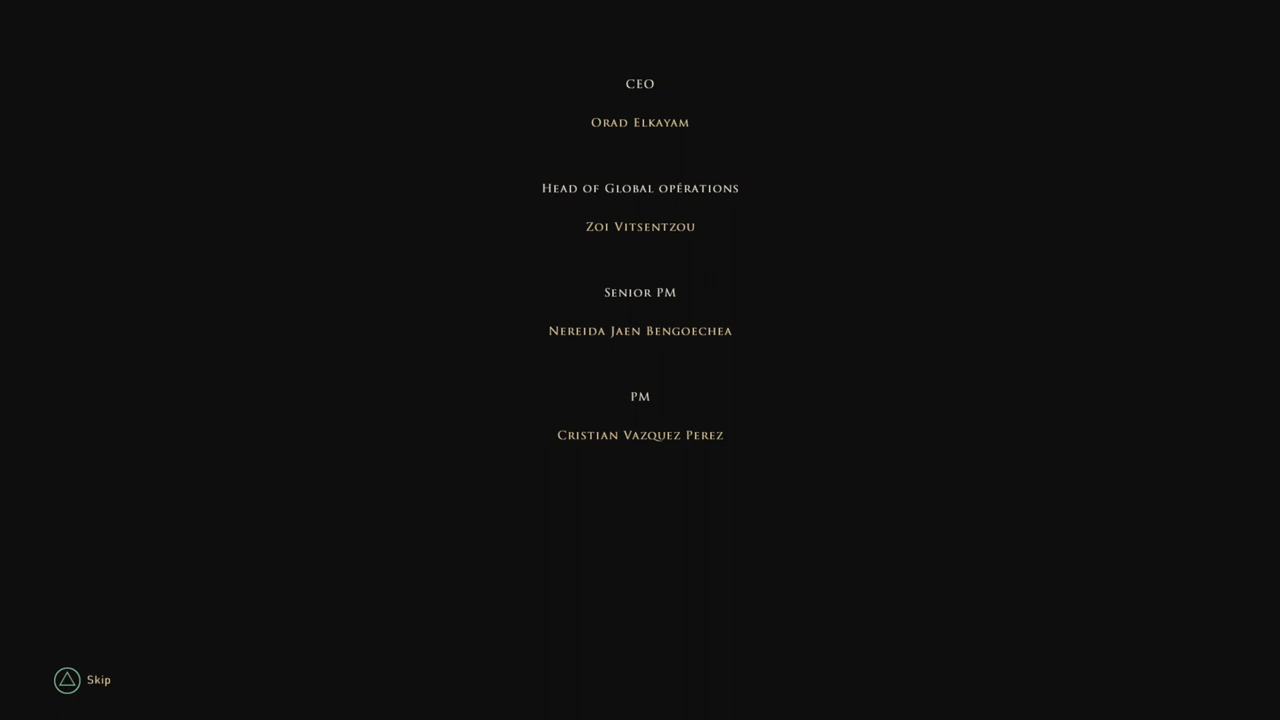 CEO
Orad Elkayam
Head of Global opérations
Zoi Vitsentzou
Senior PM
Nereida Jaen Bengoechea
PM
Cristian Vazquez Perez
Skip